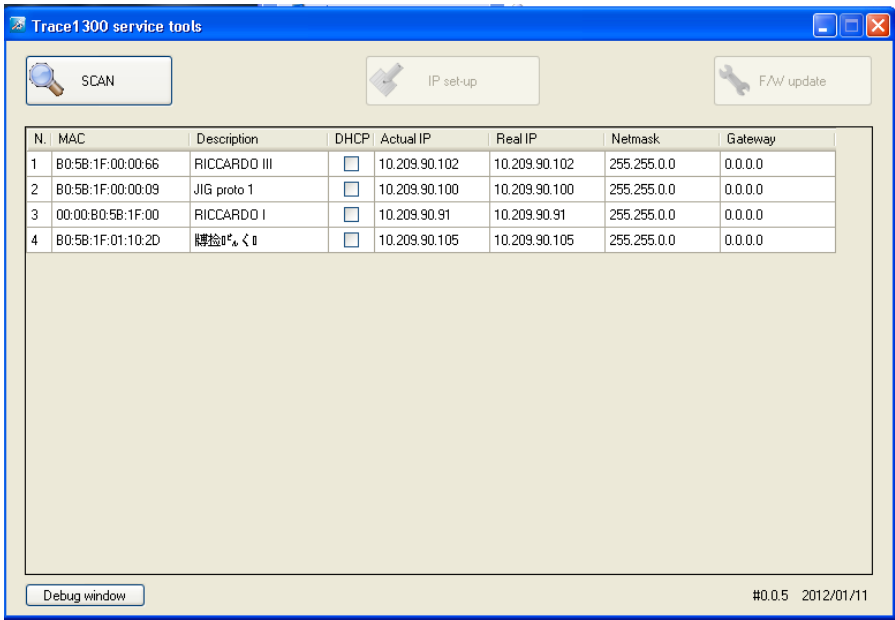 Trace1300 service tools
SCAN
IP set-up
F/W update
N. MAC Description DHCP Actual IP Real IP Netmask Gateway
1 B0:5B:1F:00:00:66 RICCARDO III 10.209.90.102 10.209.90.102 255.255.0.0 0.0.0.0
2 B0:5B:1F:00:00:09 JIG proto 1 10.209.90.100 10.209.90.100 255.255.0.0 0.0.0.0
3 00:00:B0:5B:1F:00 RICCARDO I 10.209.90.91 10.209.90.91 255.255.0.0 0.0.0.0
4 B0:5B:1F:01:10:2D 10.209.90.105 10.209.90.105 255.255.0.0 0.0.0.0
Debug window
#0.0.5 2012/01/11